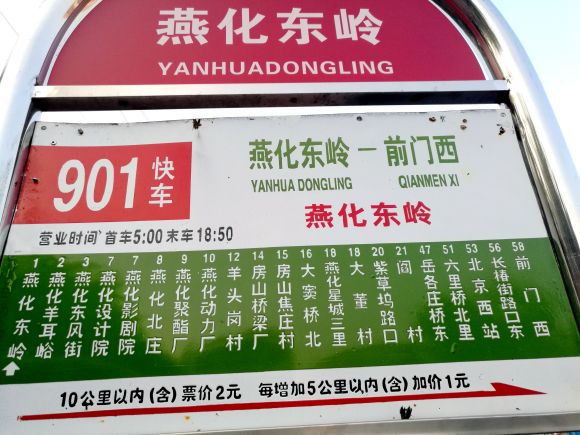 燕化东岭
YANHUADONGLING
901 快车
燕化东岭 — 前门西
YANHUA DONGLING QIANMEN XI
燕化东岭
营业时间 首车5:00 末车18:50
1 燕化东岭
2 燕化羊耳峪
3 燕化东风街
7 燕化设计院
7 燕化影剧院
8 燕化北庄
9 燕化聚酯厂
10 燕化动力厂
12 羊头岗村
14 房山桥梁厂
15 房山焦庄村
16 大窦桥北
18 燕化星城三里
18 大董村
20 紫草坞路口
21 阎村
47 岳各庄桥东
51 六里桥北里
53 北京西站
56 长椿街路口东
58 前门西
10公里以内(含)票价2元 每增加5公里以内(含)加价1元